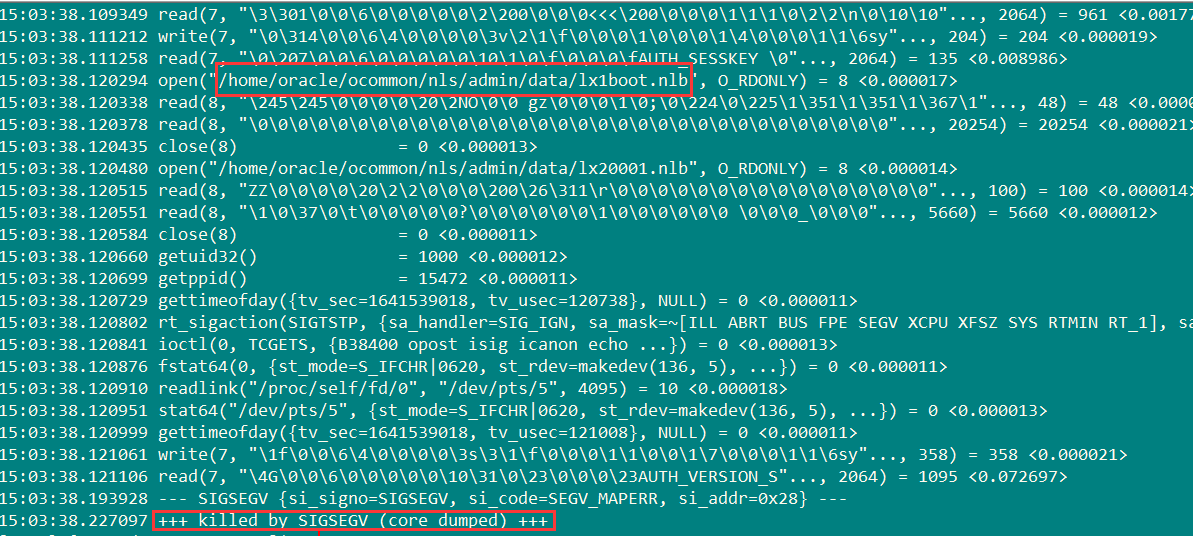 15:03:38.109349 read(7, "\3\301\0\0\6\0\0\0\0\0\2\200\0\0\0<<<\200\0\0\0\1\1\1\0\2\2\n\0\10\10"..., 2064) = 961 <0.00177
15:03:38.111212 write(7, "\0\314\0\0\6\4\0\0\0\0\3v\2\1\f\0\0\0\1\0\0\0\1\4\0\0\0\1\1\6sy"..., 204) = 204 <0.000019>
15:03:38.111258 read(7, "\0\207\0\0\6\0\0\0\0\0\10\1\0\f\0\0\0\fAUTH_SESSKEY \0"..., 2064) = 135 <0.008986>
15:03:38.120294 open("/home/oracle/ocommon/nls/admin/data/lx1boot.nlb", O_RDONLY) = 8 <0.000017>
15:03:38.120338 read(8, "\245\245\0\0\0\0\20\2NO\0\0 gz\0\0\0\1\0;\0\224\0\225\1\351\1\351\1\367\1"..., 48) = 48 <0.0000
15:03:38.120378 read(8, "\0\0\0\0\0\0\0\0\0\0\0\0\0\0\0\0\0\0\0\0\0\0\0\0\0\0\0\0\0\0\0\0"..., 20254) = 20254 <0.000021>
15:03:38.120435 close(8) = 0 <0.000013>
15:03:38.120480 open("/home/oracle/ocommon/nls/admin/data/lx20001.nlb", O_RDONLY) = 8 <0.000014>
15:03:38.120515 read(8, "ZZ\0\0\0\0\20\2\2\0\0\0\200\26\311\r\0\0\0\0\0\0\0\0\0\0\0\0\0\0\0\0"..., 100) = 100 <0.000014>
15:03:38.120551 read(8, "\1\0\37\0\t\0\0\0\0\0?\0\0\0\0\0\0\1\0\0\0\0\0\0 \0\0\0_\0\0\0"..., 5660) = 5660 <0.000012>
15:03:38.120584 close(8) = 0 <0.000011>
15:03:38.120660 getuid32() = 1000 <0.000012>
15:03:38.120699 getppid() = 15472 <0.000011>
15:03:38.120729 gettimeofday({tv_sec=1641539018, tv_usec=120738}, NULL) = 0 <0.000011>
15:03:38.120802 rt_sigaction(SIGTSTP, {sa_handler=SIG_IGN, sa_mask=~[ILL ABRT BUS FPE SEGV XCPU XFSZ SYS RTMIN RT_1], sa
15:03:38.120841 ioctl(0, TCGETS, {B38400 opost isig icanon echo ...}) = 0 <0.000013>
15:03:38.120876 fstat64(0, {st_mode=S_IFCHR|0620, st_rdev=makedev(136, 5), ...}) = 0 <0.000011>
15:03:38.120910 readlink("/proc/self/fd/0", "/dev/pts/5", 4095) = 10 <0.000018>
15:03:38.120951 stat64("/dev/pts/5", {st_mode=S_IFCHR|0620, st_rdev=makedev(136, 5), ...}) = 0 <0.000013>
15:03:38.120999 gettimeofday({tv_sec=1641539018, tv_usec=121008}, NULL) = 0 <0.000011>
15:03:38.121061 write(7, "\1f\0\0\6\4\0\0\0\0\3s\3\1\f\0\0\0\1\1\0\0\1\7\0\0\0\1\1\6sy"..., 358) = 358 <0.000021>
15:03:38.121106 read(7, "\4G\0\0\6\0\0\0\0\0\10\31\0\23\0\0\0\23AUTH_VERSION_S"..., 2064) = 1095 <0.072697>
15:03:38.193928 --- SIGSEGV {si_signo=SIGSEGV, si_code=SEGV_MAPERR, si_addr=0x28} ---
15:03:38.227097 +++ killed by SIGSEGV (core dumped) +++